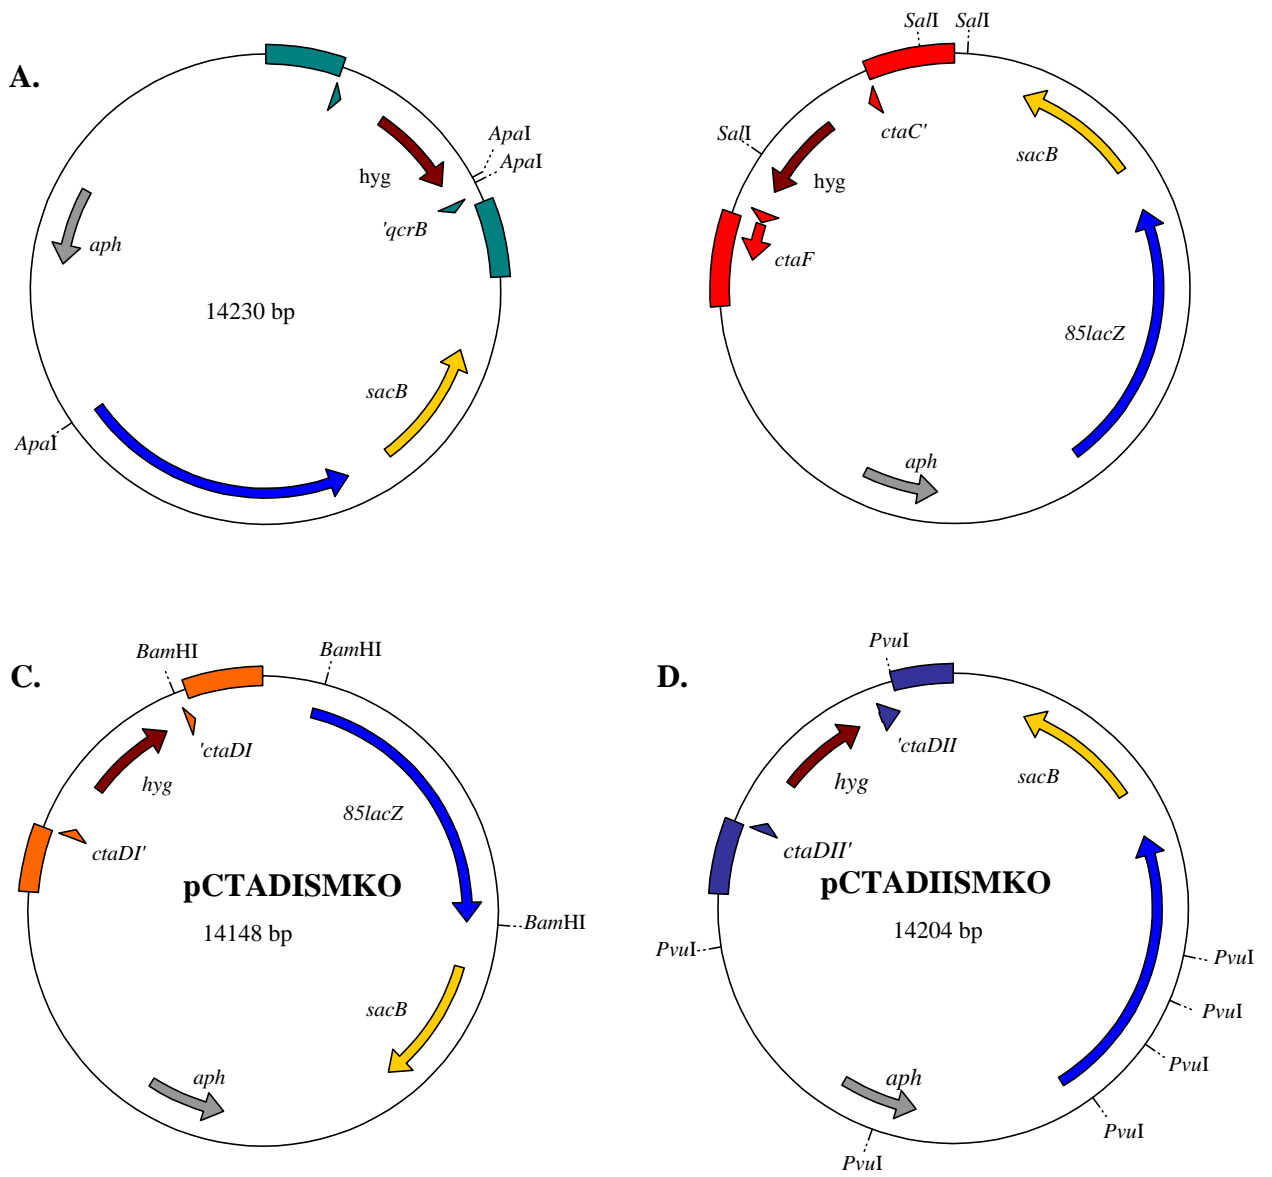 A.
ApaI
ApaI
hyg
'qcrB
aph
14230 bp
sacB
ApaI
SalI
SalI
ctaC'
SalI
sacB
hyg
ctaF
85lacZ
aph
C.
BamHI
BamHI
'ctaDI
hyg
85lacZ
ctaDI'
pCTADISMKO
14148 bp
BamHI
sacB
aph
D.
PvuI
'ctaDII
sacB
hyg
ctaDII'
pCTADIISMKO
14204 bp
PvuI
PvuI
PvuI
PvuI
aph
PvuI
PvuI